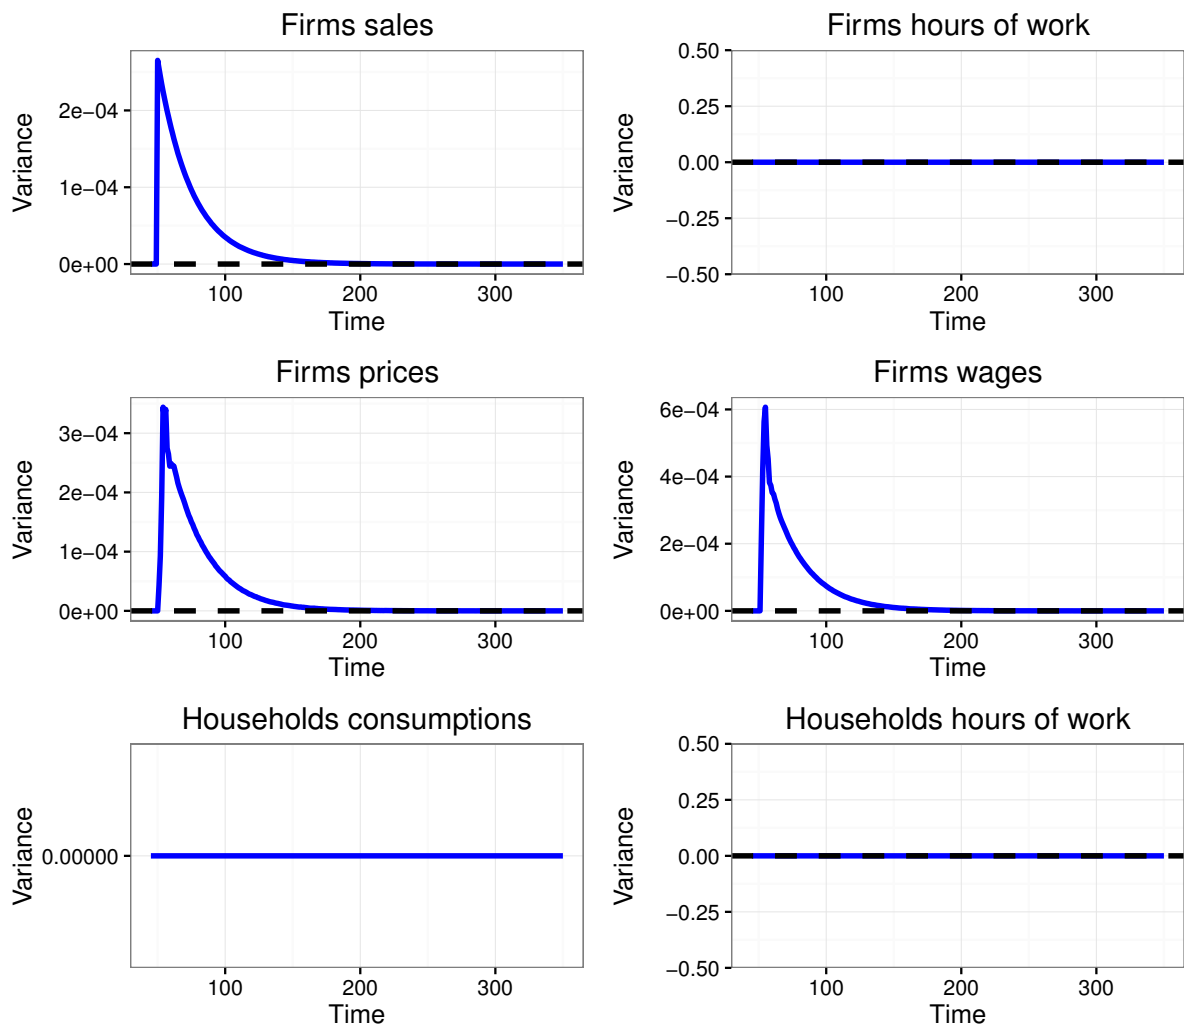 Firms sales
Variance
2e−04
1e−04
0e+00
100 200 300
Time
Firms hours of work
Variance
0.50
0.25
0.00
−0.25
−0.50
100 200 300
Time
Firms prices
Variance
3e−04
2e−04
1e−04
0e+00
100 200 300
Time
Firms wages
Variance
6e−04
4e−04
2e−04
0e+00
100 200 300
Time
Households consumptions
Variance
0.00000
100 200 300
Time
Households hours of work
Variance
0.50
0.25
0.00
−0.25
−0.50
100 200 300
Time